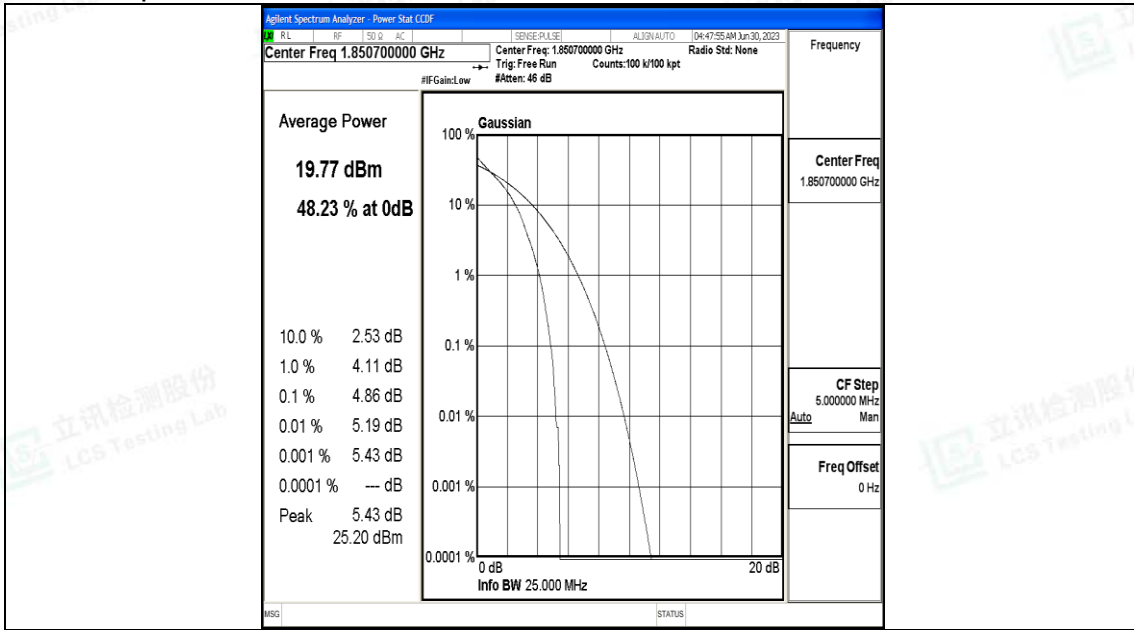 Agilent Spectrum Analyzer - Power Stat CCDF
RL RF 50 Ω AC SENSE:PULSE ALIGN AUTO 04:47:55 AM Jun 30, 2023
Center Freq 1.850700000 GHz
Center Freq: 1.850700000 GHz Radio Std: None
Trig: Free Run Counts:100 k/100 kpt
#IFGain:Low #Atten: 46 dB
Frequency
Average Power
19.77 dBm
48.23 % at 0dB
10.0 % 2.53 dB
1.0 % 4.11 dB
0.1 % 4.86 dB
0.01 % 5.19 dB
0.001 % 5.43 dB
0.0001 % --- dB
Peak 5.43 dB
25.20 dBm
Gaussian
100 %
10 %
1 %
0.1 %
0.01 %
0.001 %
0.0001 %
0 dB 20 dB
Info BW 25.000 MHz
Center Freq
1.850700000 GHz
CF Step
5.000000 MHz
Auto Man
Freq Offset
0 Hz
MSG STATUS
立讯检测股份
LCS Testing Lab